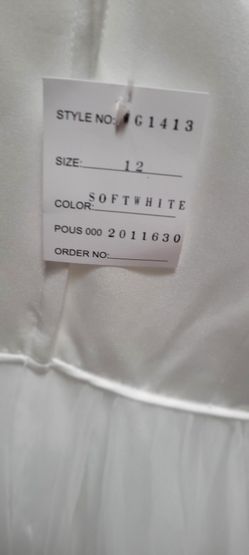 STYLE NO: G1413
SIZE: 12
COLOR: SOFTWHITE
POUS 000 2011630
ORDER NO: